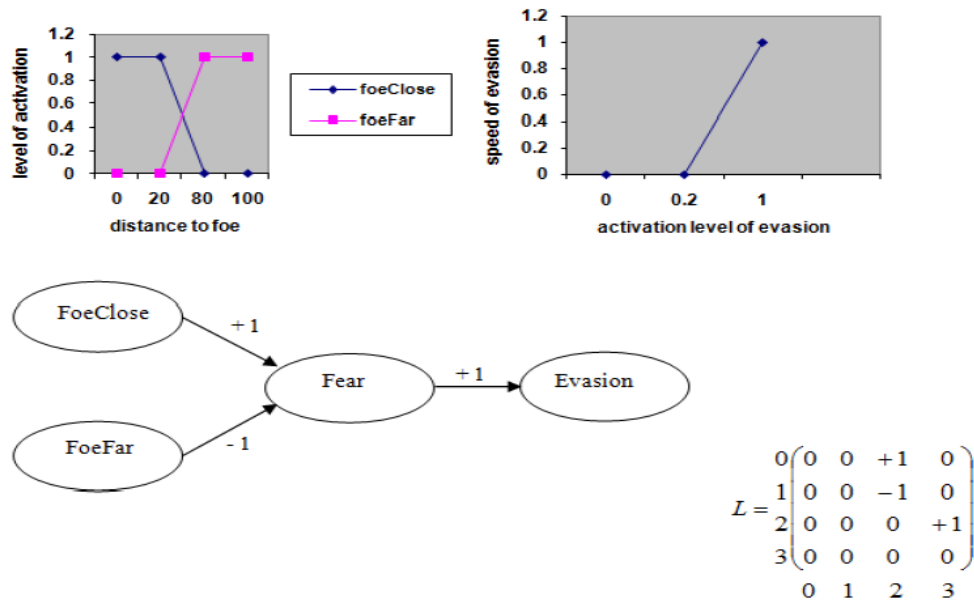 1.2
1
0.8
0.6
0.4
0.2
0
level of activation
0 20 80 100
distance to foe
foeClose
foeFar
1.2
1
0.8
0.6
0.4
0.2
0
speed of evasion
0 0.2 1
activation level of evasion
FoeClose
+ 1
Fear
+ 1
Evasion
FoeFar
- 1
0 0 0 +1 0
1 0 0 −1 0
L =
2 0 0 0 +1
3 0 0 0 0
0 1 2 3